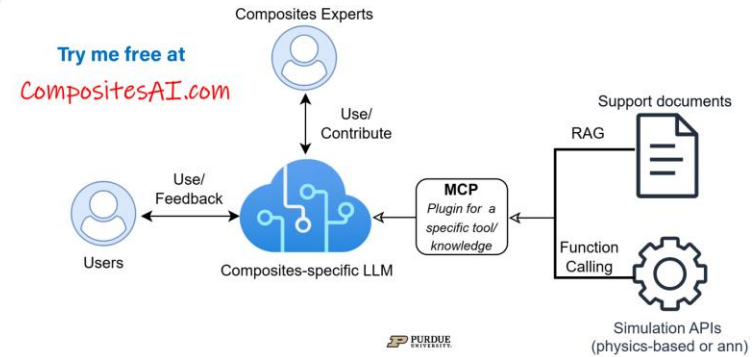 Composites Experts
Try me free at
CompositesAI.com
Use/
Contribute
Support documents
RAG
Use/
Feedback
MCP
Plugin for a
specific tool/
knowledge
Users
Composites-specific LLM
Function
Calling
Simulation APIs
(physics-based or ann)
PURDUE
UNIVERSITY.